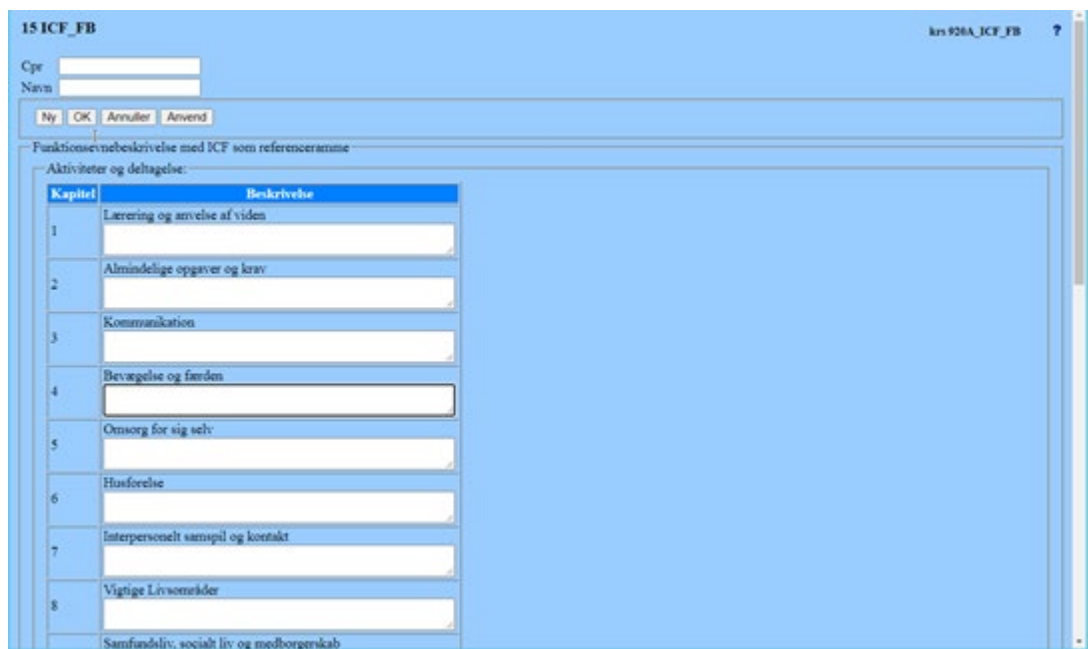 15 ICF_FB
krs 920A_ICF_FB ?
Cpr
Navn
Ny OK Annuller Anvend
Funktionsevnebeskrivelse med ICF som referenceramme
Aktiviteter og deltagelse:
Kapitel Beskrivelse
1 Lærering og anvelse af viden
2 Almindelige opgaver og krav
3 Kommunikation
4 Bevægelse og færden
5 Omsorg for sig selv
6 Husforelse
7 Interpersonelt samspil og kontakt
8 Vigtige Livsområder
Samfundsliv, socialt liv og medborgerskab